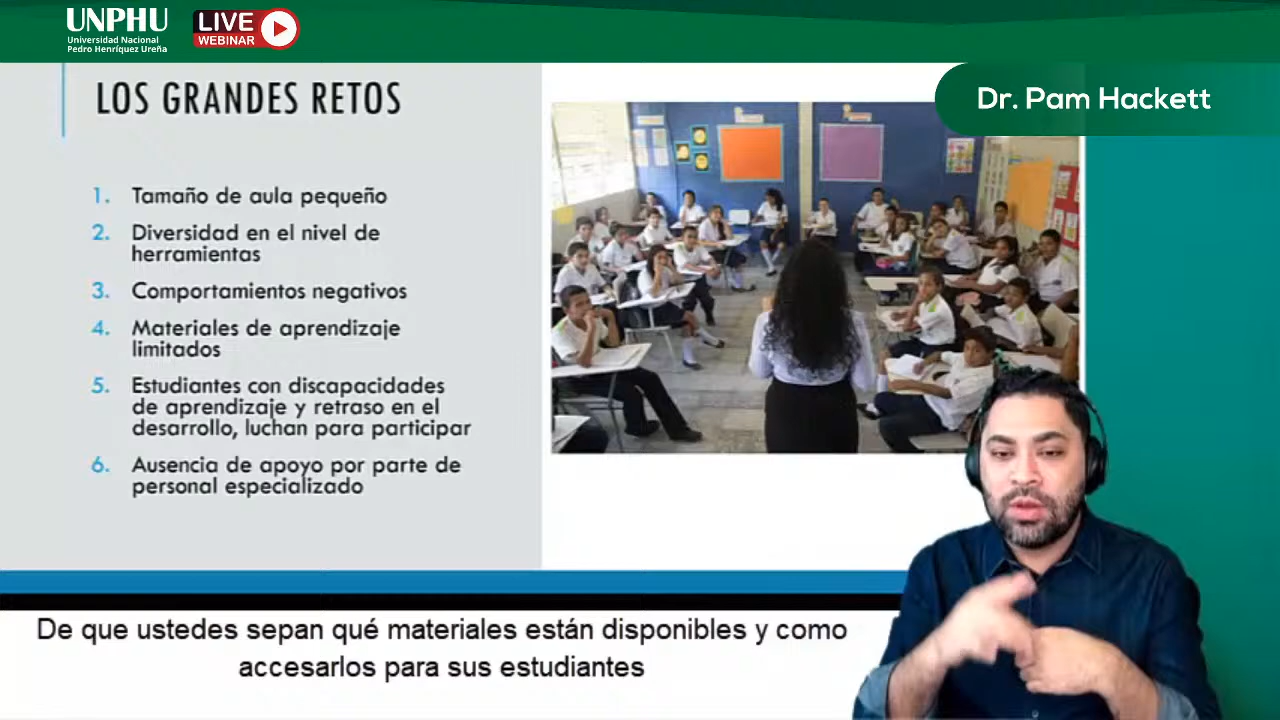 UNPHU
Universidad Nacional
Pedro Henríquez Ureña
LIVE
WEBINAR
Dr. Pam Hackett
LOS GRANDES RETOS
1. Tamaño de aula pequeño
2. Diversidad en el nivel de
herramientas
3. Comportamientos negativos
4. Materiales de aprendizaje
limitados
5. Estudiantes con discapacidades
de aprendizaje y retraso en el
desarrollo, luchan para participar
6. Ausencia de apoyo por parte de
personal especializado
De que ustedes sepan qué materiales están disponibles y como
accesarlos para sus estudiantes